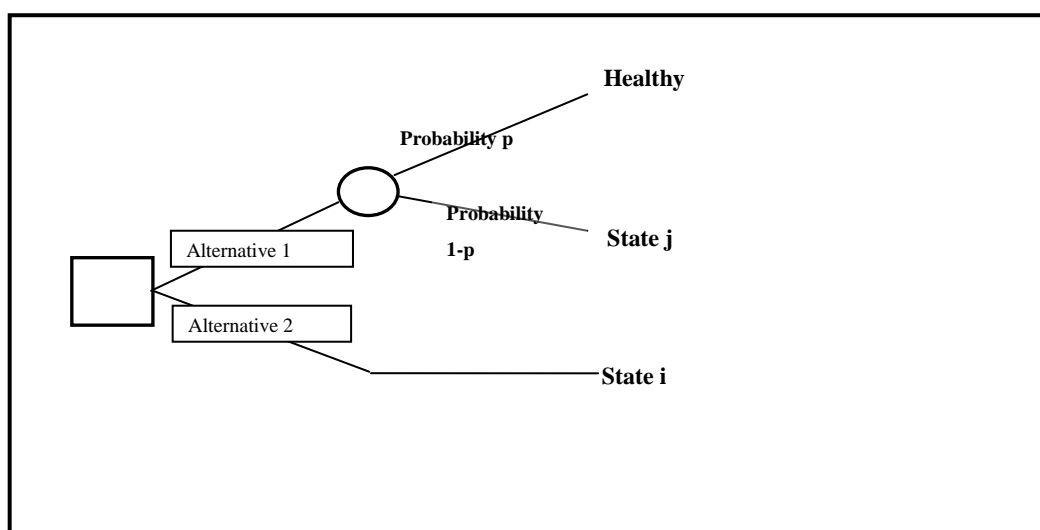 Healthy
Probability p
Probability
1-p
State j
Alternative 1
Alternative 2
State i